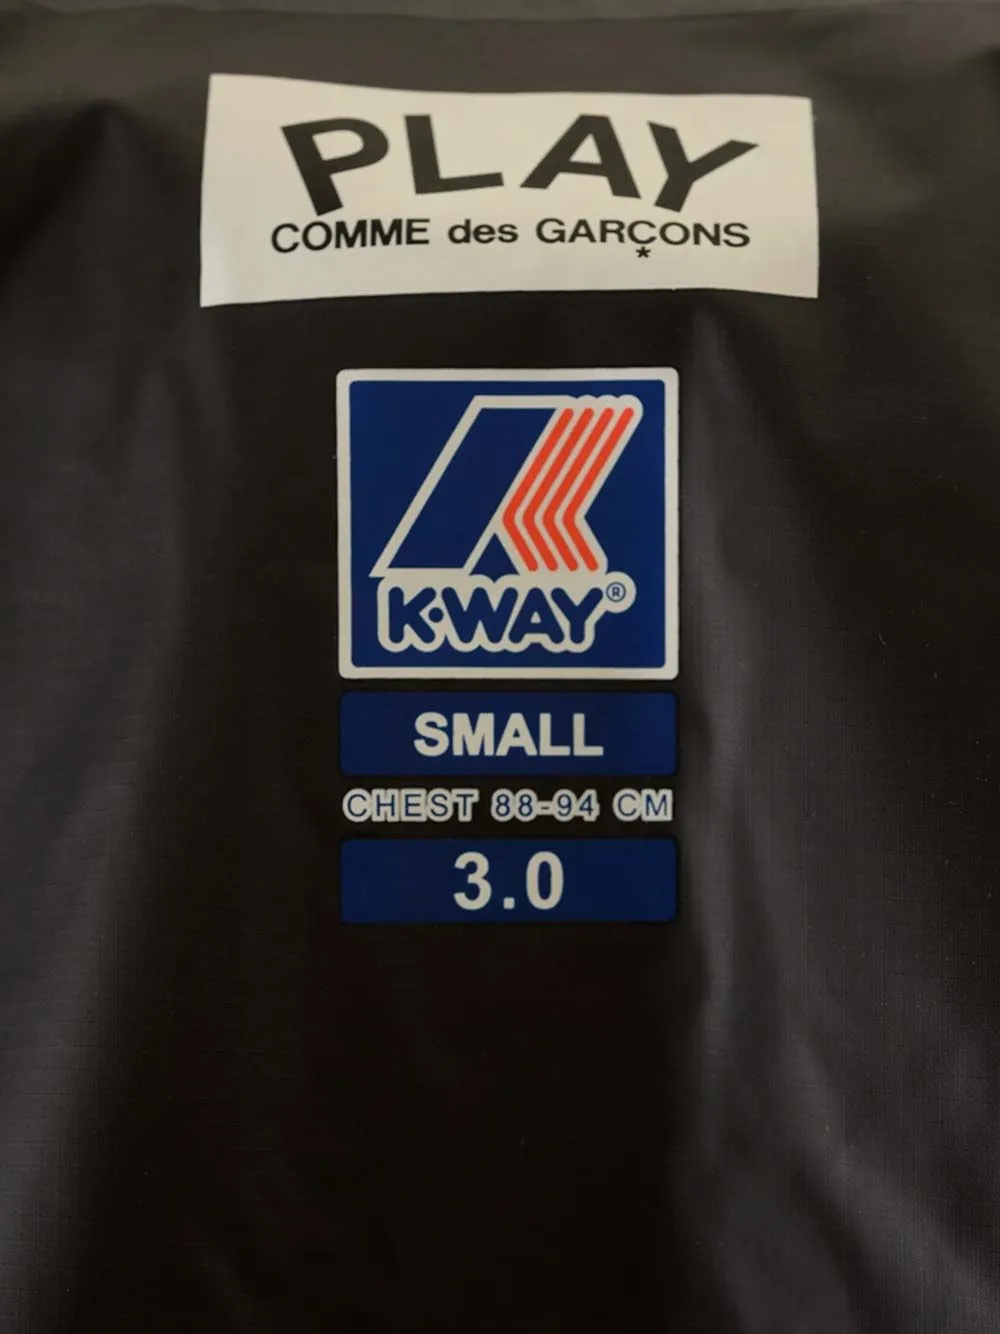 PLAY
COMME des GARÇONS
*
K·WAY®
SMALL
CHEST 88-94 CM
3.0